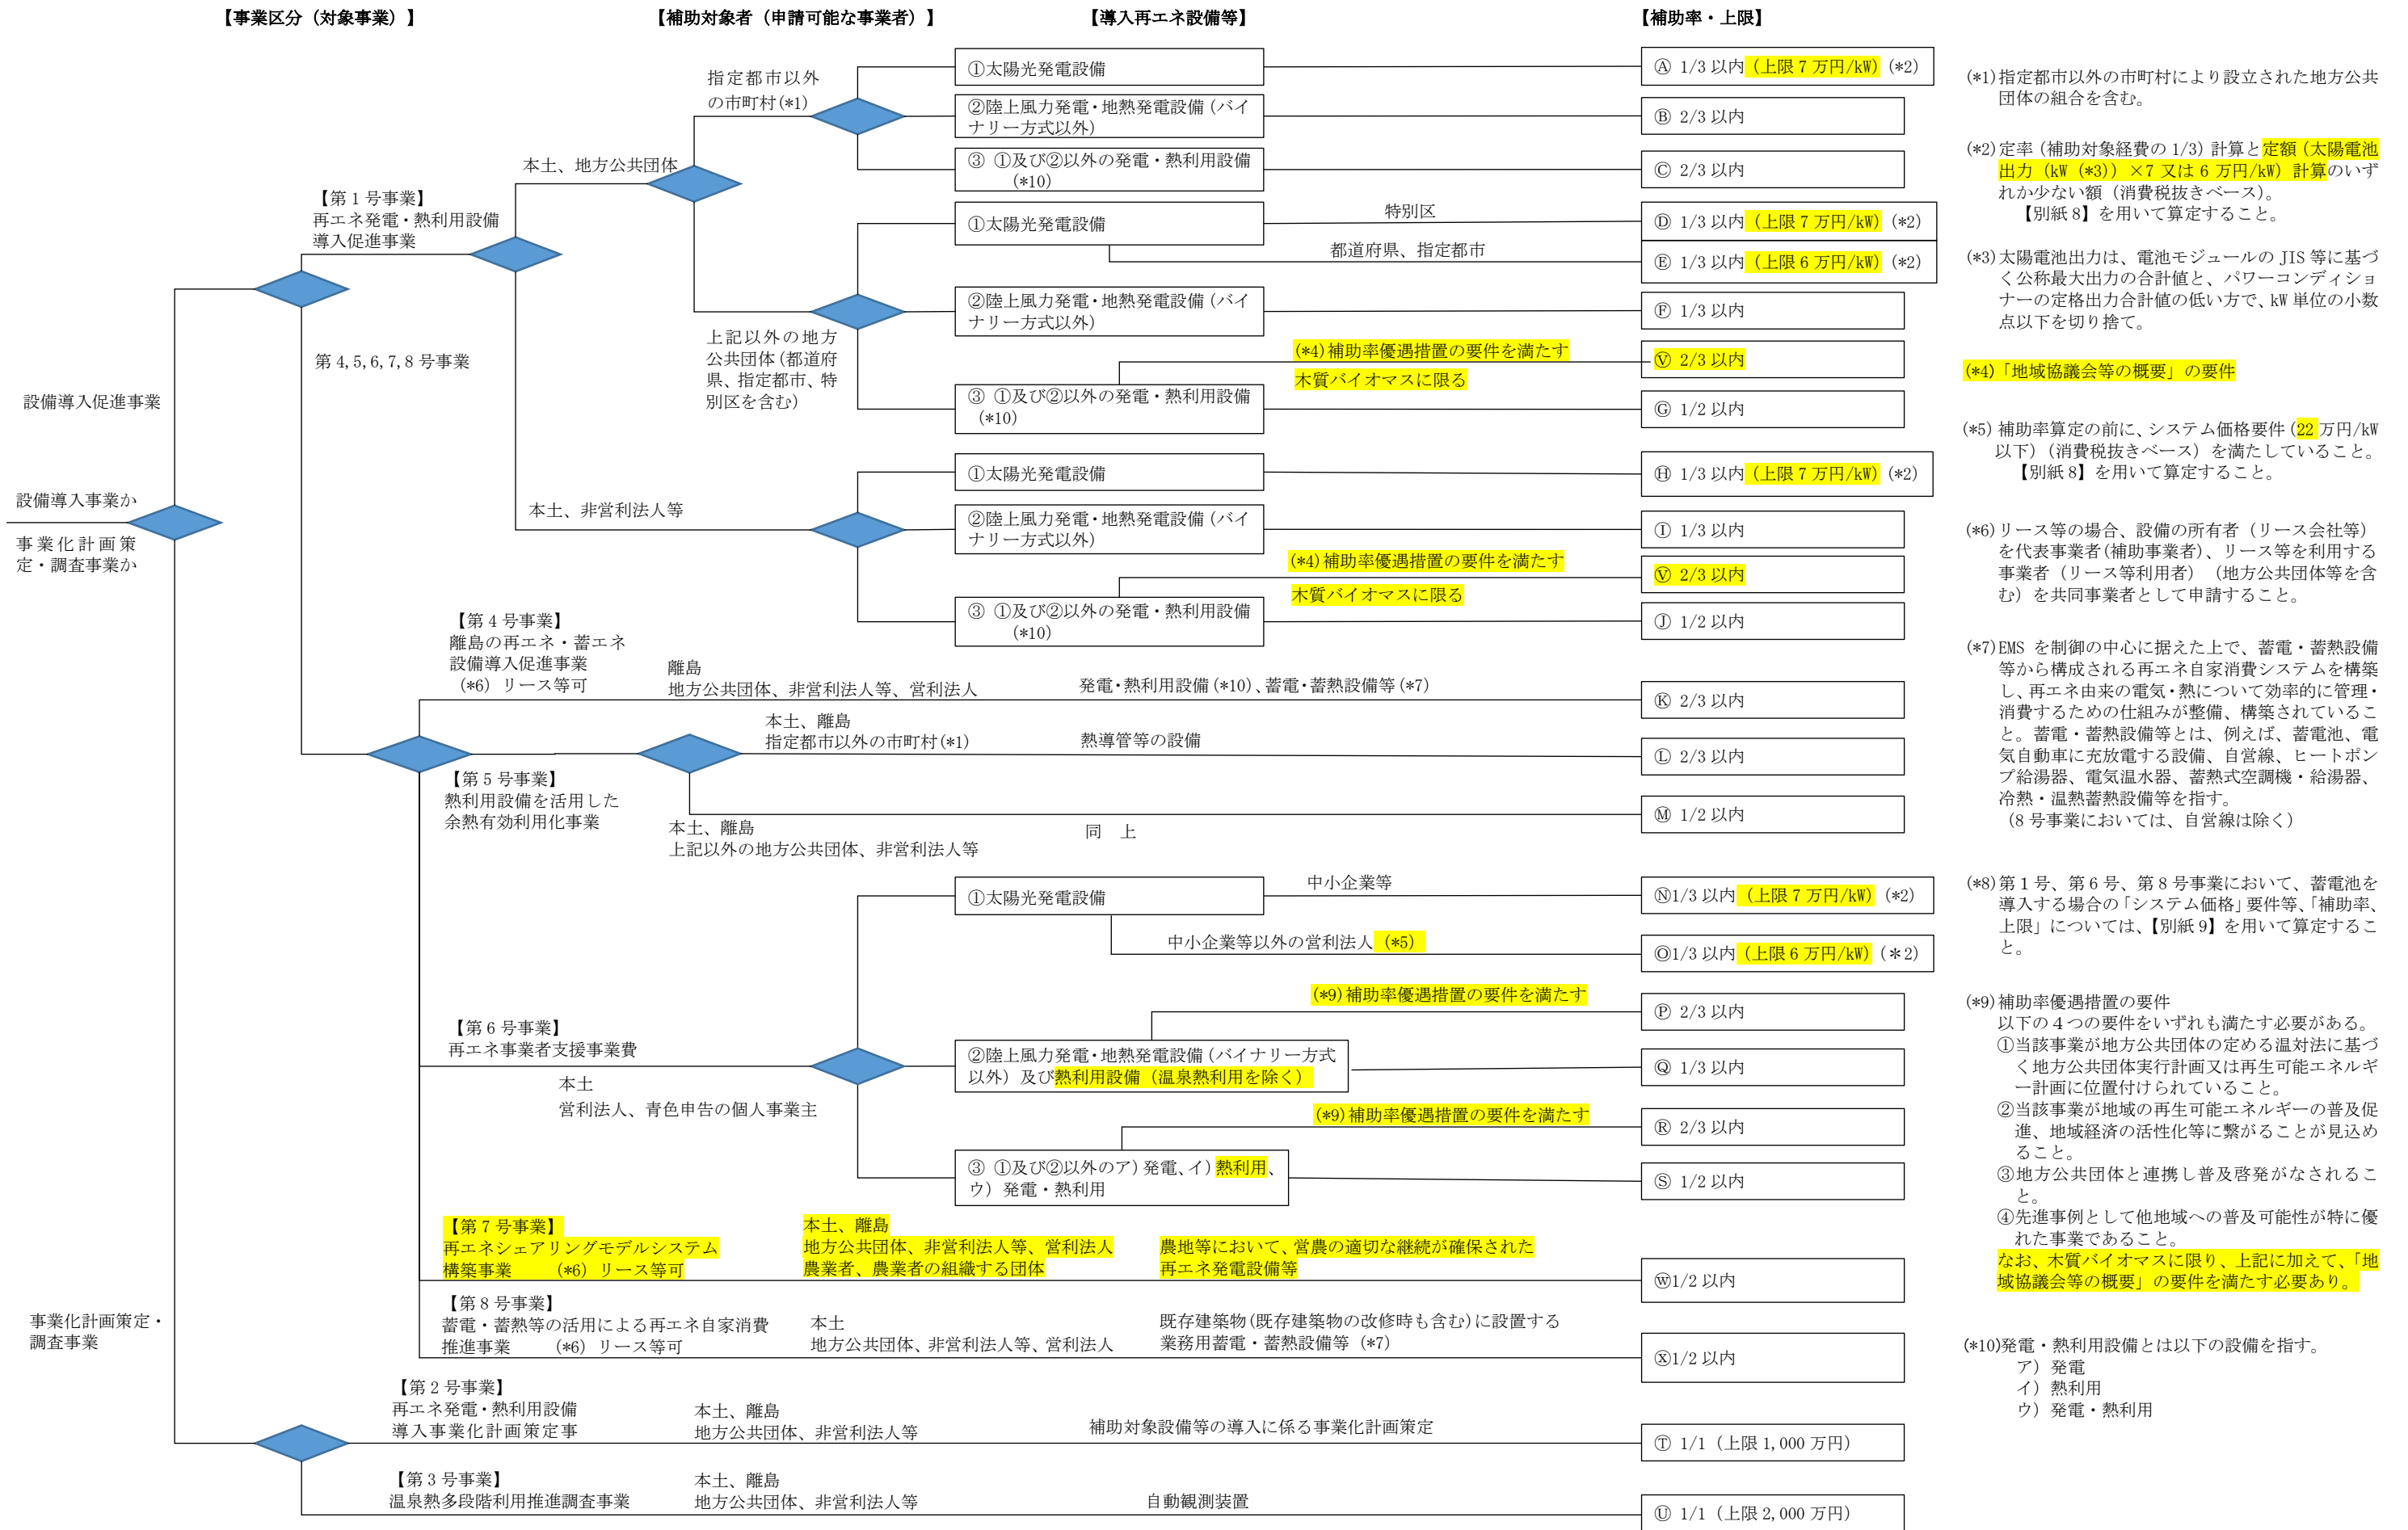 【事業区分（対象事業）】
【補助対象者（申請可能な事業者）】
【導入再エネ設備等】
【補助率・上限】
設備導入事業か
事業化計画策
定・調査事業か
設備導入促進事業
事業化計画策定・
調査事業
【第１号事業】
再エネ発電・熱利用設備
導入促進事業
第 4,5,6,7,8 号事業
本土、地方公共団体
指定都市以外
の市町村(*1)
①太陽光発電設備
Ⓐ 1/3 以内（上限 7 万円/kW）(*2)
②陸上風力発電・地熱発電設備（バイ
ナリー方式以外）
Ⓑ 2/3 以内
③ ①及び②以外の発電・熱利用設備
(*10)
Ⓒ 2/3 以内
上記以外の地方
公共団体(都道府
県、指定都市、特
別区を含む)
①太陽光発電設備
特別区
Ⓓ 1/3 以内（上限 7 万円/kW）(*2)
都道府県、指定都市
Ⓔ 1/3 以内（上限 6 万円/kW）(*2)
②陸上風力発電・地熱発電設備（バイ
ナリー方式以外）
Ⓕ 1/3 以内
(*4)補助率優遇措置の要件を満たす
木質バイオマスに限る
Ⓥ 2/3 以内
③ ①及び②以外の発電・熱利用設備
(*10)
Ⓖ 1/2 以内
本土、非営利法人等
①太陽光発電設備
Ⓗ 1/3 以内（上限 7 万円/kW）(*2)
②陸上風力発電・地熱発電設備（バイ
ナリー方式以外）
Ⓘ 1/3 以内
(*4)補助率優遇措置の要件を満たす
木質バイオマスに限る
Ⓥ 2/3 以内
③ ①及び②以外の発電・熱利用設備
(*10)
Ⓙ 1/2 以内
【第４号事業】
離島の再エネ・蓄エネ
設備導入促進事業
(*6) リース等可
離島
地方公共団体、非営利法人等、営利法人
発電・熱利用設備(*10)、蓄電・蓄熱設備等(*7)
Ⓚ 2/3 以内
【第５号事業】
熱利用設備を活用した
余熱有効利用化事業
本土、離島
指定都市以外の市町村(*1)
熱導管等の設備
Ⓛ 2/3 以内
本土、離島
上記以外の地方公共団体、非営利法人等
同　上
Ⓜ 1/2 以内
【第６号事業】
再エネ事業者支援事業費
本土
営利法人、青色申告の個人事業主
①太陽光発電設備
中小企業等
Ⓝ1/3 以内（上限 7 万円/kW）(*2)
中小企業等以外の営利法人（*5）
Ⓞ1/3 以内（上限 6 万円/kW）(＊2)
(*9)補助率優遇措置の要件を満たす
Ⓟ 2/3 以内
②陸上風力発電・地熱発電設備（バイナリー方式
以外）及び熱利用設備（温泉熱利用を除く）
Ⓠ 1/3 以内
(*9)補助率優遇措置の要件を満たす
Ⓡ 2/3 以内
③ ①及び②以外のア）発電、イ）熱利用、
ウ）発電・熱利用
Ⓢ 1/2 以内
【第７号事業】
再エネシェアリングモデルシステム
構築事業　(*6) リース等可
本土、離島
地方公共団体、非営利法人等、営利法人
農業者、農業者の組織する団体
農地等において、営農の適切な継続が確保された
再エネ発電設備等
Ⓦ1/2 以内
【第８号事業】
蓄電・蓄熱等の活用による再エネ自家消費
推進事業　(*6) リース等可
本土
地方公共団体、非営利法人等、営利法人
既存建築物(既存建築物の改修時も含む)に設置する
業務用蓄電・蓄熱設備等 (*7)
Ⓧ1/2 以内
【第２号事業】
再エネ発電・熱利用設備
導入事業化計画策定事
本土、離島
地方公共団体、非営利法人等
補助対象設備等の導入に係る事業化計画策定
Ⓣ 1/1（上限 1,000 万円）
【第３号事業】
温泉熱多段階利用推進調査事業
本土、離島
地方公共団体、非営利法人等
自動観測装置
Ⓤ 1/1（上限 2,000 万円）
(*1)指定都市以外の市町村により設立された地方公共
団体の組合を含む。
(*2)定率（補助対象経費の 1/3）計算と定額（太陽電池
出力（kW（*3））×7 又は 6 万円/kW）計算のいず
れか少ない額（消費税抜きベース）。
【別紙 8】を用いて算定すること。
(*3)太陽電池出力は、電池モジュールの JIS 等に基づ
く公称最大出力の合計値と、パワーコンディショ
ナーの定格出力合計値の低い方で、kW 単位の小数
点以下を切り捨て。
(*4)「地域協議会等の概要」の要件
(*5) 補助率算定の前に、システム価格要件（22 万円/kW
以下）（消費税抜きベース）を満たしていること。
【別紙 8】を用いて算定すること。
(*6)リース等の場合、設備の所有者（リース会社等）
を代表事業者(補助事業者)、リース等を利用する
事業者（リース等利用者）（地方公共団体等を含
む）を共同事業者として申請すること。
(*7)EMS を制御の中心に据えた上で、蓄電・蓄熱設備
等から構成される再エネ自家消費システムを構築
し、再エネ由来の電気・熱について効率的に管理・
消費するための仕組みが整備、構築されているこ
と。蓄電・蓄熱設備等とは、例えば、蓄電池、電
気自動車に充放電する設備、自営線、ヒートポン
プ給湯器、電気温水器、蓄熱式空調機・給湯器、
冷熱・温熱蓄熱設備等を指す。
（8 号事業においては、自営線は除く）
(*8)第１号、第６号、第８号事業において、蓄電池を
導入する場合の「システム価格」要件等、「補助率、
上限」については、【別紙 9】を用いて算定するこ
と。
(*9)補助率優遇措置の要件
以下の４つの要件をいずれも満たす必要がある。
①当該事業が地方公共団体の定める温対法に基づ
く地方公共団体実行計画又は再生可能エネルギ
ー計画に位置付けられていること。
②当該事業が地域の再生可能エネルギーの普及促
進、地域経済の活性化等に繋がることが見込め
ること。
③地方公共団体と連携し普及啓発がなされるこ
と。
④先進事例として他地域への普及可能性が特に優
れた事業であること。
なお、木質バイオマスに限り、上記に加えて、「地
域協議会等の概要」の要件を満たす必要あり。
(*10)発電・熱利用設備とは以下の設備を指す。
ア）発電
イ）熱利用
ウ）発電・熱利用